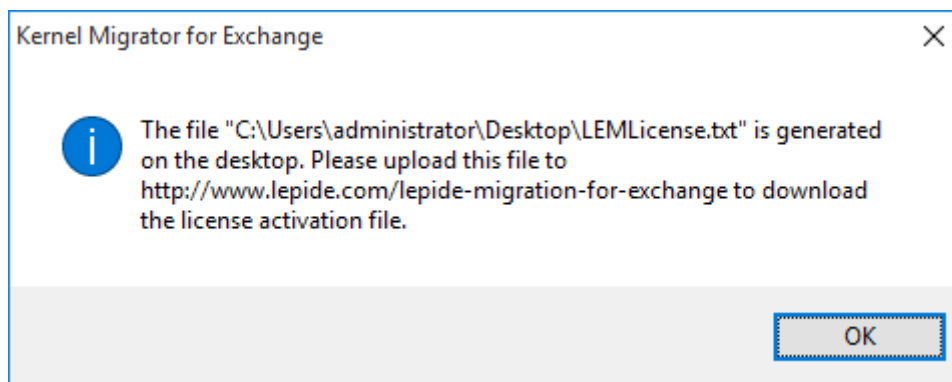 Kernel Migrator for Exchange
The file "C:\Users\administrator\Desktop\LEMLicense.txt" is generated
on the desktop. Please upload this file to
http://www.lepide.com/lepide-migration-for-exchange to download
the license activation file.
OK